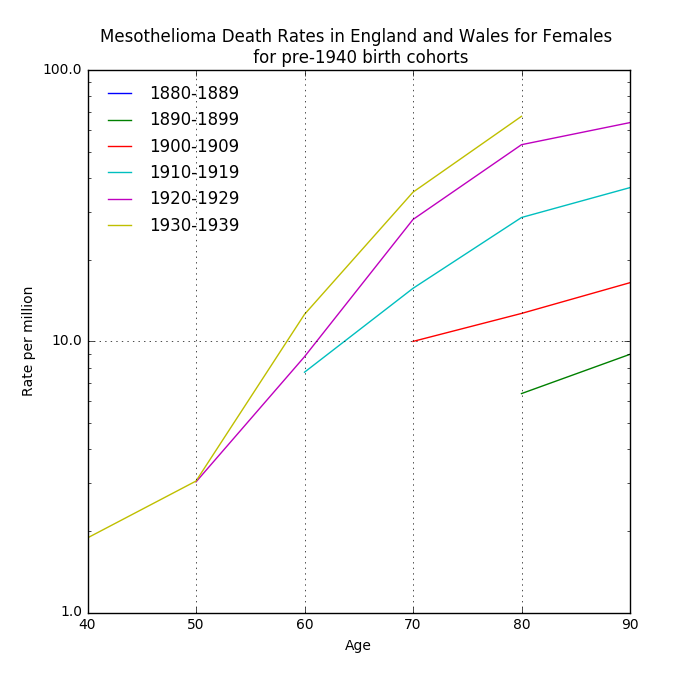 Mesothelioma Death Rates in England and Wales for Females
for pre-1940 birth cohorts
100.0
1880-1889
1890-1899
1900-1909
1910-1919
1920-1929
1930-1939
Rate per million
10.0
1.0
40 50 60 70 80 90
Age